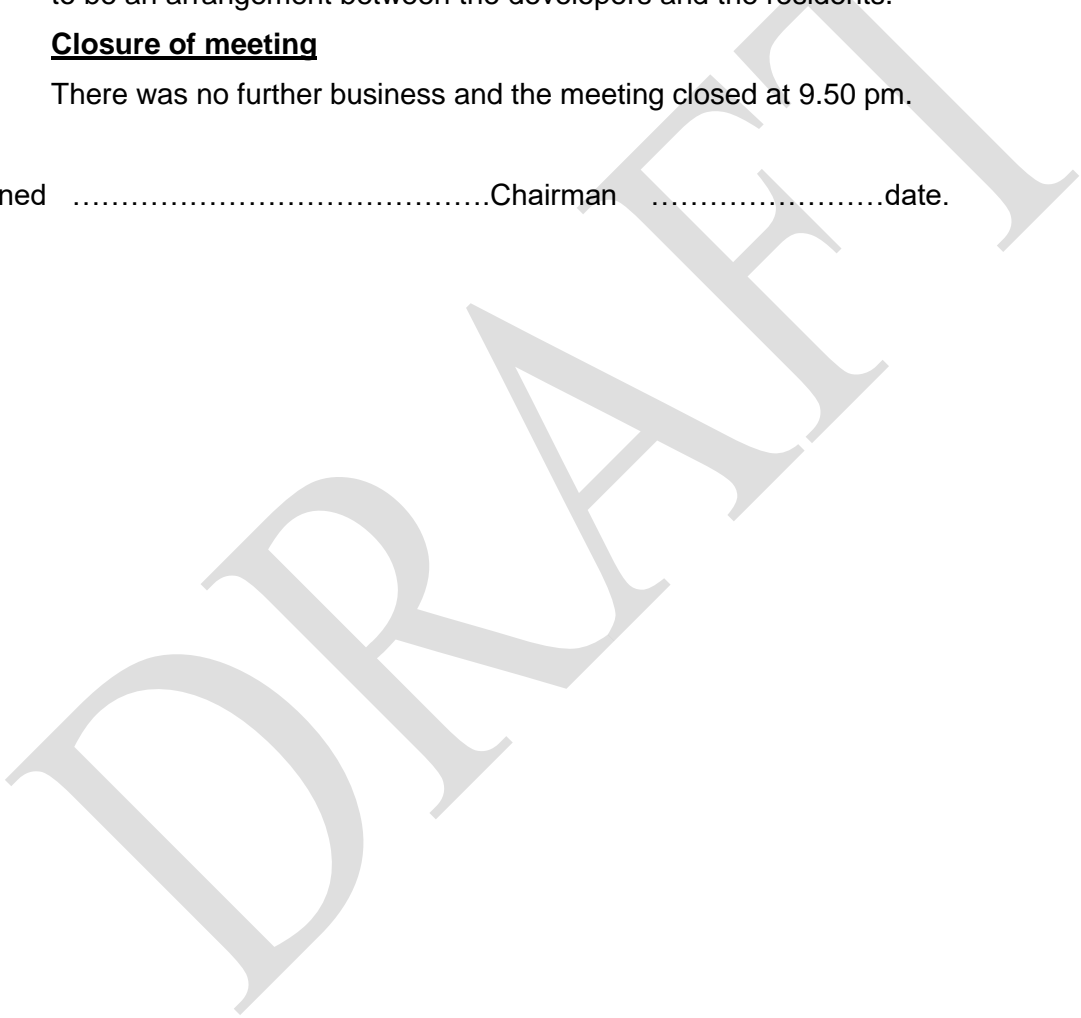 to be an arrangement between the developers and the residents.
Closure of meeting
There was no further business and the meeting closed at 9.50 pm.
ned …………………………………….Chairman ……………………date.
DRAFT